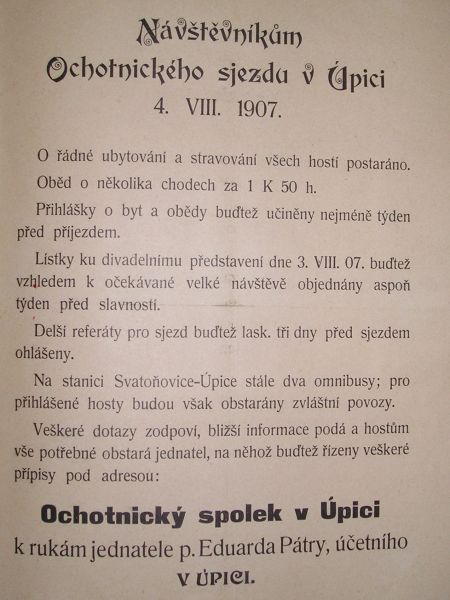 Návštěvníkům
Ochotnického sjezdu v Úpici
4. VIII. 1907.
O řádné ubytování a stravování všech hostí postaráno.
Oběd o několika chodech za 1 K 50 h.
Přihlášky o byt a obědy buďtež učiněny nejméně týden
před příjezdem.
Lístky ku divadelnímu představení dne 3. VIII. 07. buďtež
vzhledem k očekávané velké návštěvě objednány aspoň
týden před slavností.
Delší referáty pro sjezd buďtež lask. tři dny před sjezdem
ohlášeny.
Na stanici Svatoňovice-Úpice stále dva omnibusy; pro
přihlášené hosty budou však obstarány zvláštní povozy.
Veškeré dotazy zodpoví, bližší informace podá a hostům
vše potřebné obstará jednatel, na něhož buďtež řízeny veškeré
přípisy pod adresou:
Ochotnický spolek v Úpici
k rukám jednatele p. Eduarda Pátry, účetního
V ÚPICI.